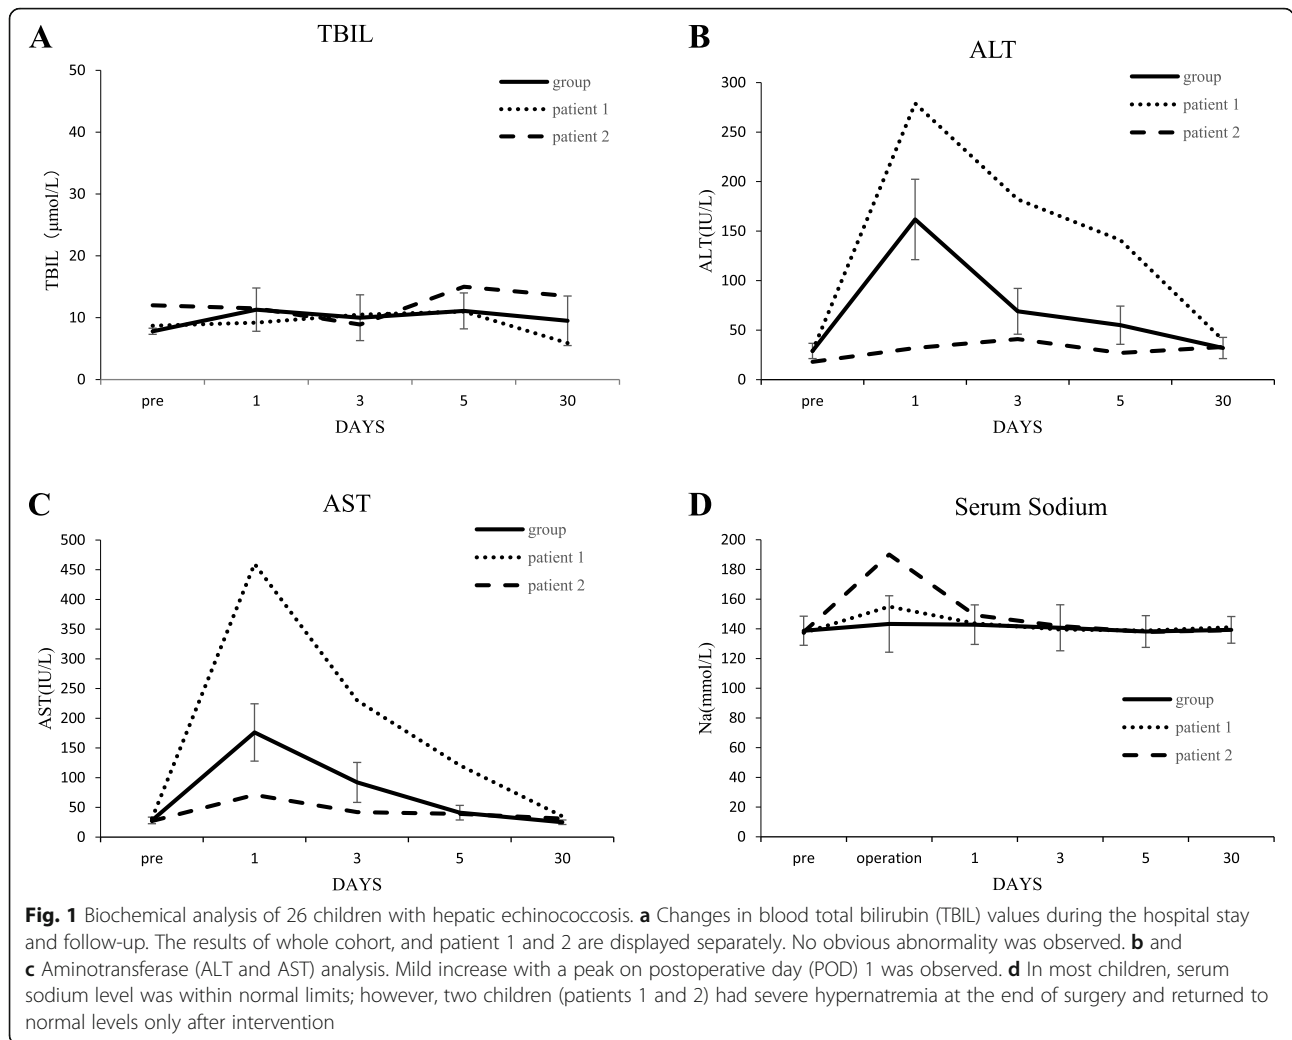 A
TBIL
50
40
30
20
10
0
TBIL（μmol/L）
group
patient 1
patient 2
pre 1 3 5 30
DAYS
B
ALT
300
250
200
150
100
50
0
ALT(IU/L)
group
patient 1
patient 2
pre 1 3 5 30
DAYS
C
AST
500
450
400
350
300
250
200
150
100
50
0
AST(IU/L)
group
patient 1
patient 2
pre 1 3 5 30
DAYS
D
Serum Sodium
200
180
160
140
120
100
80
60
40
20
0
Na(mmol/L)
group
patient 1
patient 2
pre operation 1 3 5 30
DAYS
Fig. 1 Biochemical analysis of 26 children with hepatic echinococcosis. a Changes in blood total bilirubin (TBIL) values during the hospital stay
and follow-up. The results of whole cohort, and patient 1 and 2 are displayed separately. No obvious abnormality was observed. b and
c Aminotransferase (ALT and AST) analysis. Mild increase with a peak on postoperative day (POD) 1 was observed. d In most children, serum
sodium level was within normal limits; however, two children (patients 1 and 2) had severe hypernatremia at the end of surgery and returned to
normal levels only after intervention